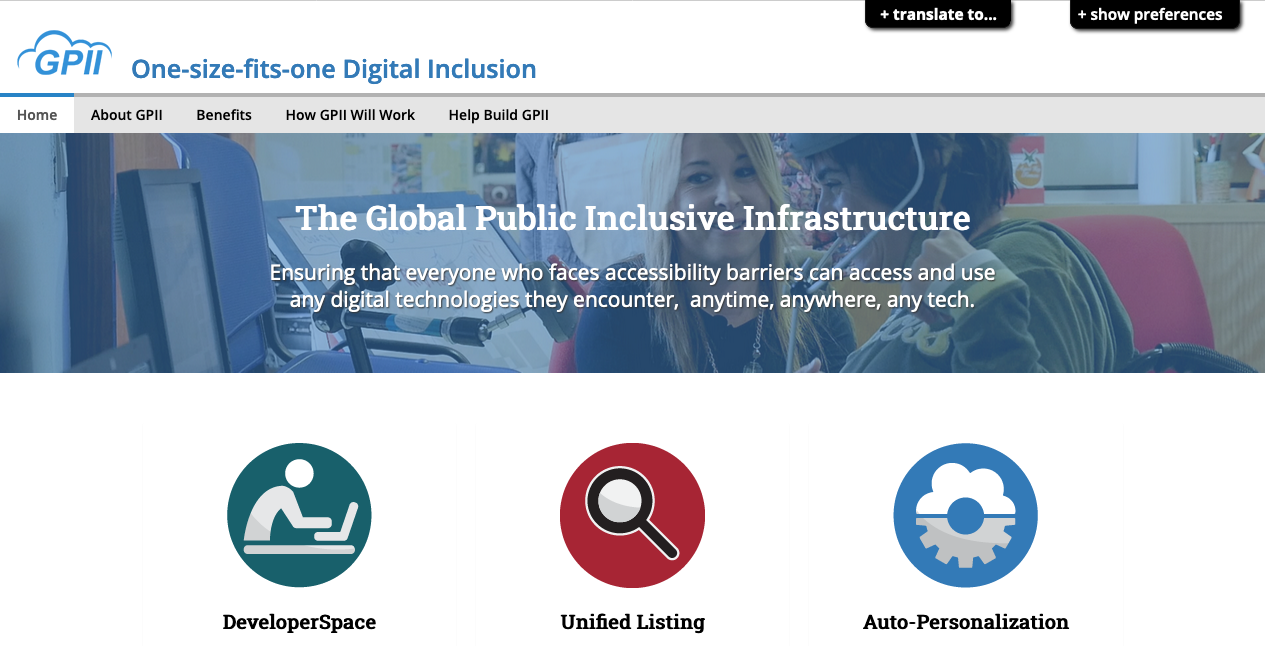 + translate to...
+ show preferences
GPII
One-size-fits-one Digital Inclusion
Home
About GPII
Benefits
How GPII Will Work
Help Build GPII
The Global Public Inclusive Infrastructure
Ensuring that everyone who faces accessibility barriers can access and use
any digital technologies they encounter, anytime, anywhere, any tech.
DeveloperSpace
Unified Listing
Auto-Personalization